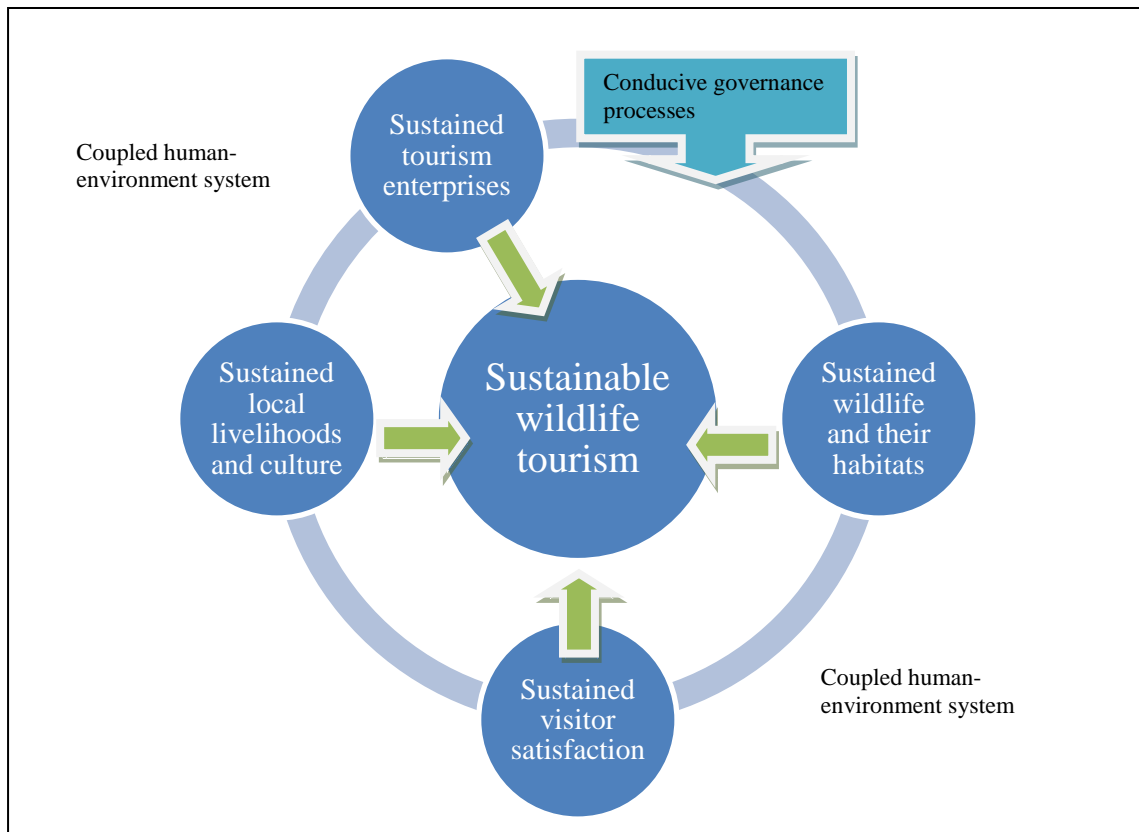 Conducive governance
processes
Coupled human-
environment system
Sustained
tourism
enterprises
Sustained
local
livelihoods
and culture
Sustainable
wildlife
tourism
Sustained
wildlife
and their
habitats
Sustained
visitor
satisfaction
Coupled human-
environment system